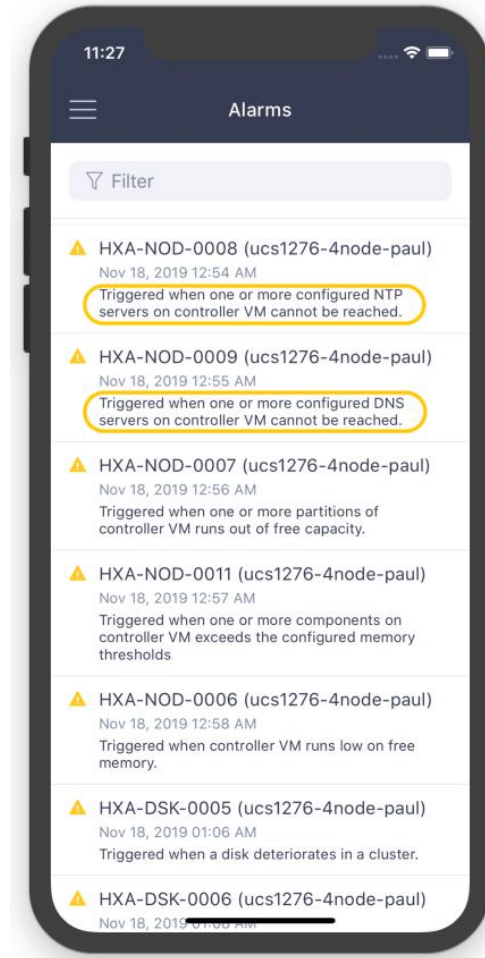 11:27
Alarms
Filter
HXA-NOD-0008 (ucs1276-4node-paul)
Nov 18, 2019 12:54 AM
Triggered when one or more configured NTP
servers on controller VM cannot be reached.
HXA-NOD-0009 (ucs1276-4node-paul)
Nov 18, 2019 12:55 AM
Triggered when one or more configured DNS
servers on controller VM cannot be reached.
HXA-NOD-0007 (ucs1276-4node-paul)
Nov 18, 2019 12:56 AM
Triggered when one or more partitions of
controller VM runs out of free capacity.
HXA-NOD-0011 (ucs1276-4node-paul)
Nov 18, 2019 12:57 AM
Triggered when one or more components on
controller VM exceeds the configured memory
thresholds
HXA-NOD-0006 (ucs1276-4node-paul)
Nov 18, 2019 12:58 AM
Triggered when controller VM runs low on free
memory.
HXA-DSK-0005 (ucs1276-4node-paul)
Nov 18, 2019 01:06 AM
Triggered when a disk deteriorates in a cluster.
HXA-DSK-0006 (ucs1276-4node-paul)
Nov 18, 2019